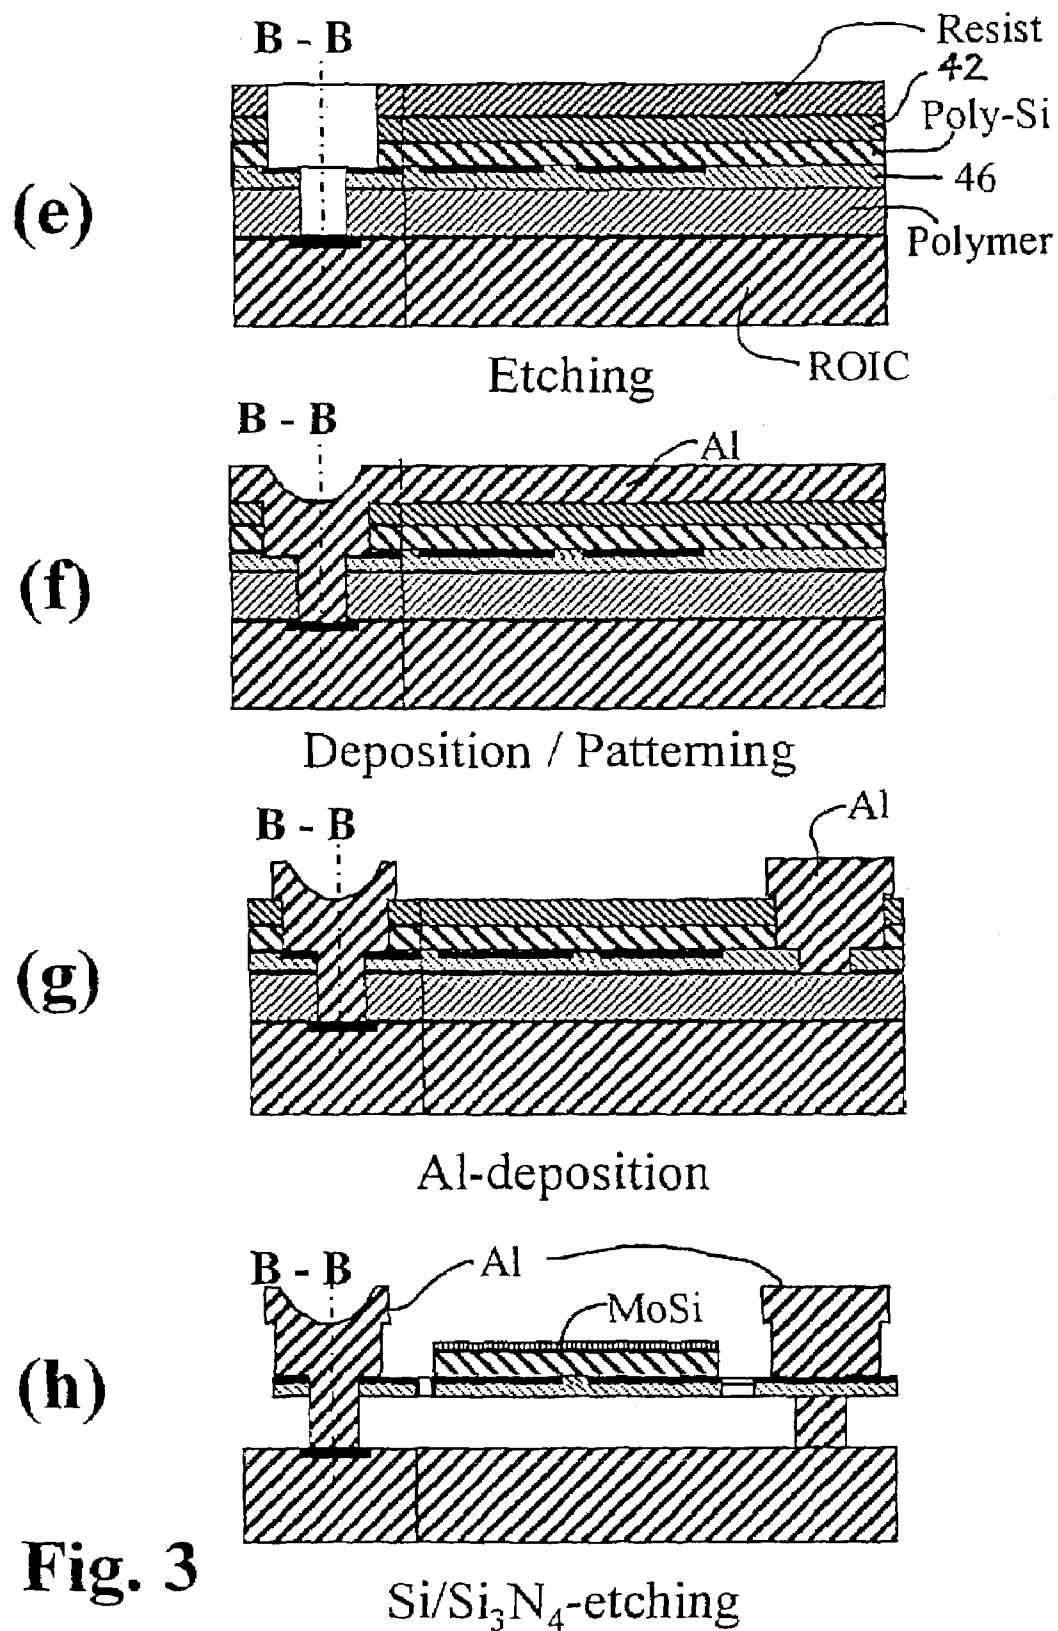 B - B
Resist
42
Poly-Si
46
(e)
Polymer
ROIC
Etching
B - B
Al
(f)
Deposition / Patterning
B - B
Al
(g)
Al-deposition
B - B
Al
MoSi
(h)
Fig. 3
Si/Si₃N₄-etching